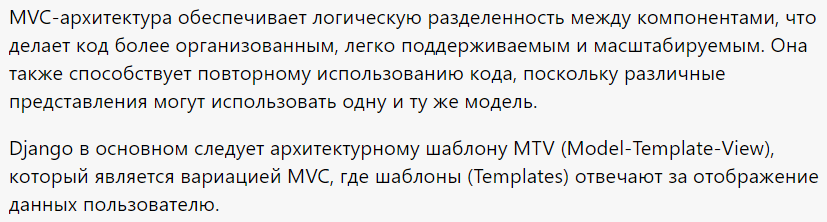 MVC-архитектура обеспечивает логическую разделенность между компонентами, что
делает код более организованным, легко поддерживаемым и масштабируемым. Она
также способствует повторному использованию кода, поскольку различные
представления могут использовать одну и ту же модель.
Django в основном следует архитектурному шаблону MTV (Model-Template-View),
который является вариацией MVC, где шаблоны (Templates) отвечают за отображение
данных пользователю.